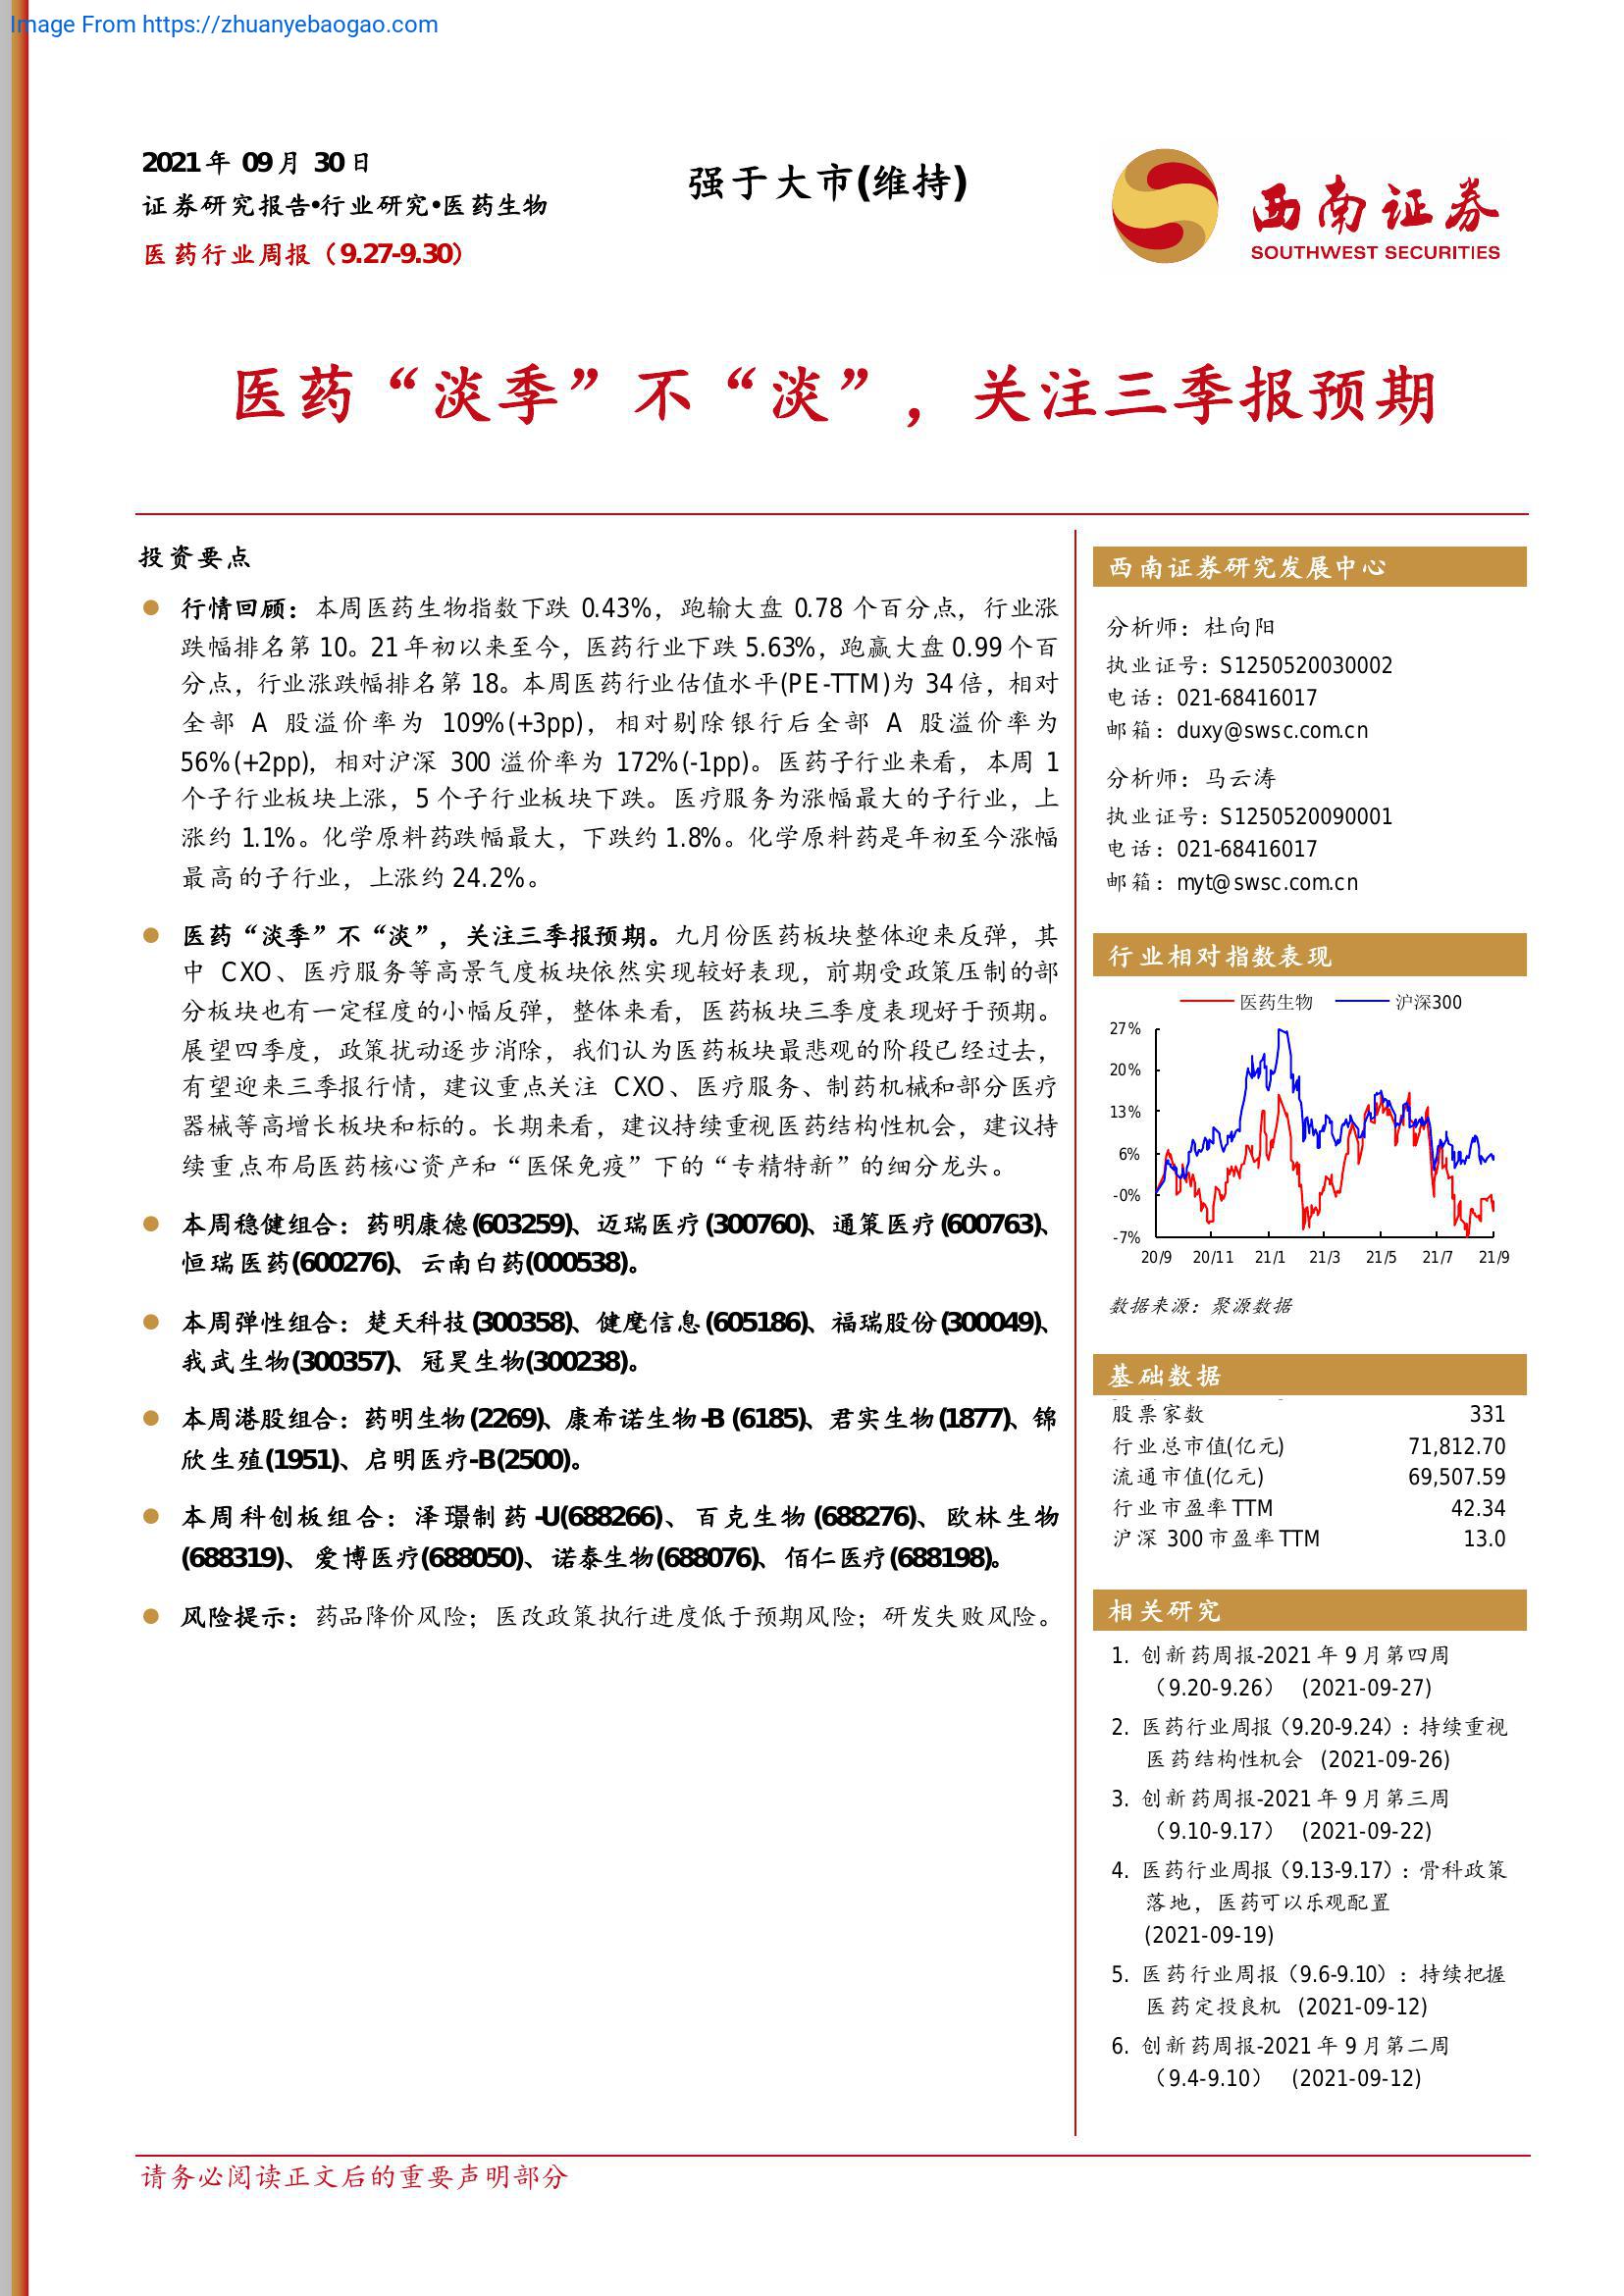 Image From https://zhuanyebaogao.com
2021年 09月 30日
证券研究报告•行业研究•医药生物
医药行业周报（9.27-9.30）
强于大市(维持)
西南证券
SOUTHWEST SECURITIES
医药“淡季”不“淡”，关注三季报预期
投资要点
行情回顾：本周医药生物指数下跌 0.43%，跑输大盘 0.78 个百分点，行业涨
跌幅排名第 10。21年初以来至今，医药行业下跌 5.63%，跑赢大盘 0.99个百
分点，行业涨跌幅排名第 18。本周医药行业估值水平(PE-TTM)为 34倍，相对
全部 A 股溢价率为 109%(+3pp)，相对剔除银行后全部 A 股溢价率为
56%(+2pp)，相对沪深 300 溢价率为 172%(-1pp)。医药子行业来看，本周 1
个子行业板块上涨，5 个子行业板块下跌。医疗服务为涨幅最大的子行业，上
涨约 1.1%。化学原料药跌幅最大，下跌约 1.8%。化学原料药是年初至今涨幅
最高的子行业，上涨约 24.2%。
医药“淡季”不“淡”，关注三季报预期。九月份医药板块整体迎来反弹，其
中 CXO、医疗服务等高景气度板块依然实现较好表现，前期受政策压制的部
分板块也有一定程度的小幅反弹，整体来看，医药板块三季度表现好于预期。
展望四季度，政策扰动逐步消除，我们认为医药板块最悲观的阶段已经过去，
有望迎来三季报行情，建议重点关注 CXO、医疗服务、制药机械和部分医疗
器械等高增长板块和标的。长期来看，建议持续重视医药结构性机会，建议持
续重点布局医药核心资产和“医保免疫”下的“专精特新”的细分龙头。
本周稳健组合：药明康德(603259)、迈瑞医疗(300760)、通策医疗(600763)、
恒瑞医药(600276)、云南白药(000538)。
本周弹性组合：楚天科技(300358)、健麾信息(605186)、福瑞股份(300049)、
我武生物(300357)、冠昊生物(300238)。
本周港股组合：药明生物(2269)、康希诺生物-B (6185)、君实生物(1877)、锦
欣生殖(1951)、启明医疗-B(2500)。
本周科创板组合：泽璟制药-U(688266)、百克生物(688276)、欧林生物
(688319)、爱博医疗(688050)、诺泰生物(688076)、佰仁医疗(688198)。
风险提示：药品降价风险；医改政策执行进度低于预期风险；研发失败风险。
西南证券研究发展中心
分析师：杜向阳
执业证号：S1250520030002
电话：021-68416017
邮箱：duxy@swsc.com.cn
分析师：马云涛
执业证号：S1250520090001
电话：021-68416017
邮箱：myt@swsc.com.cn
行业相对指数表现
医药生物 沪深300
27%
20%
13%
6%
-0%
-7%
20/9 20/11 21/1 21/3 21/5 21/7 21/9
数据来源：聚源数据
基础数据
股票家数 331
行业总市值(亿元) 71,812.70
流通市值(亿元) 69,507.59
行业市盈率TTM 42.34
沪深 300市盈率TTM 13.0
相关研究
1. 创新药周报-2021年9月第四周
（9.20-9.26） (2021-09-27)
2. 医药行业周报（9.20-9.24）：持续重视
医药结构性机会 (2021-09-26)
3. 创新药周报-2021年9月第三周
（9.10-9.17） (2021-09-22)
4. 医药行业周报（9.13-9.17）：骨科政策
落地，医药可以乐观配置
(2021-09-19)
5. 医药行业周报（9.6-9.10）：持续把握
医药定投良机 (2021-09-12)
6. 创新药周报-2021年9月第二周
（9.4-9.10） (2021-09-12)
请务必阅读正文后的重要声明部分